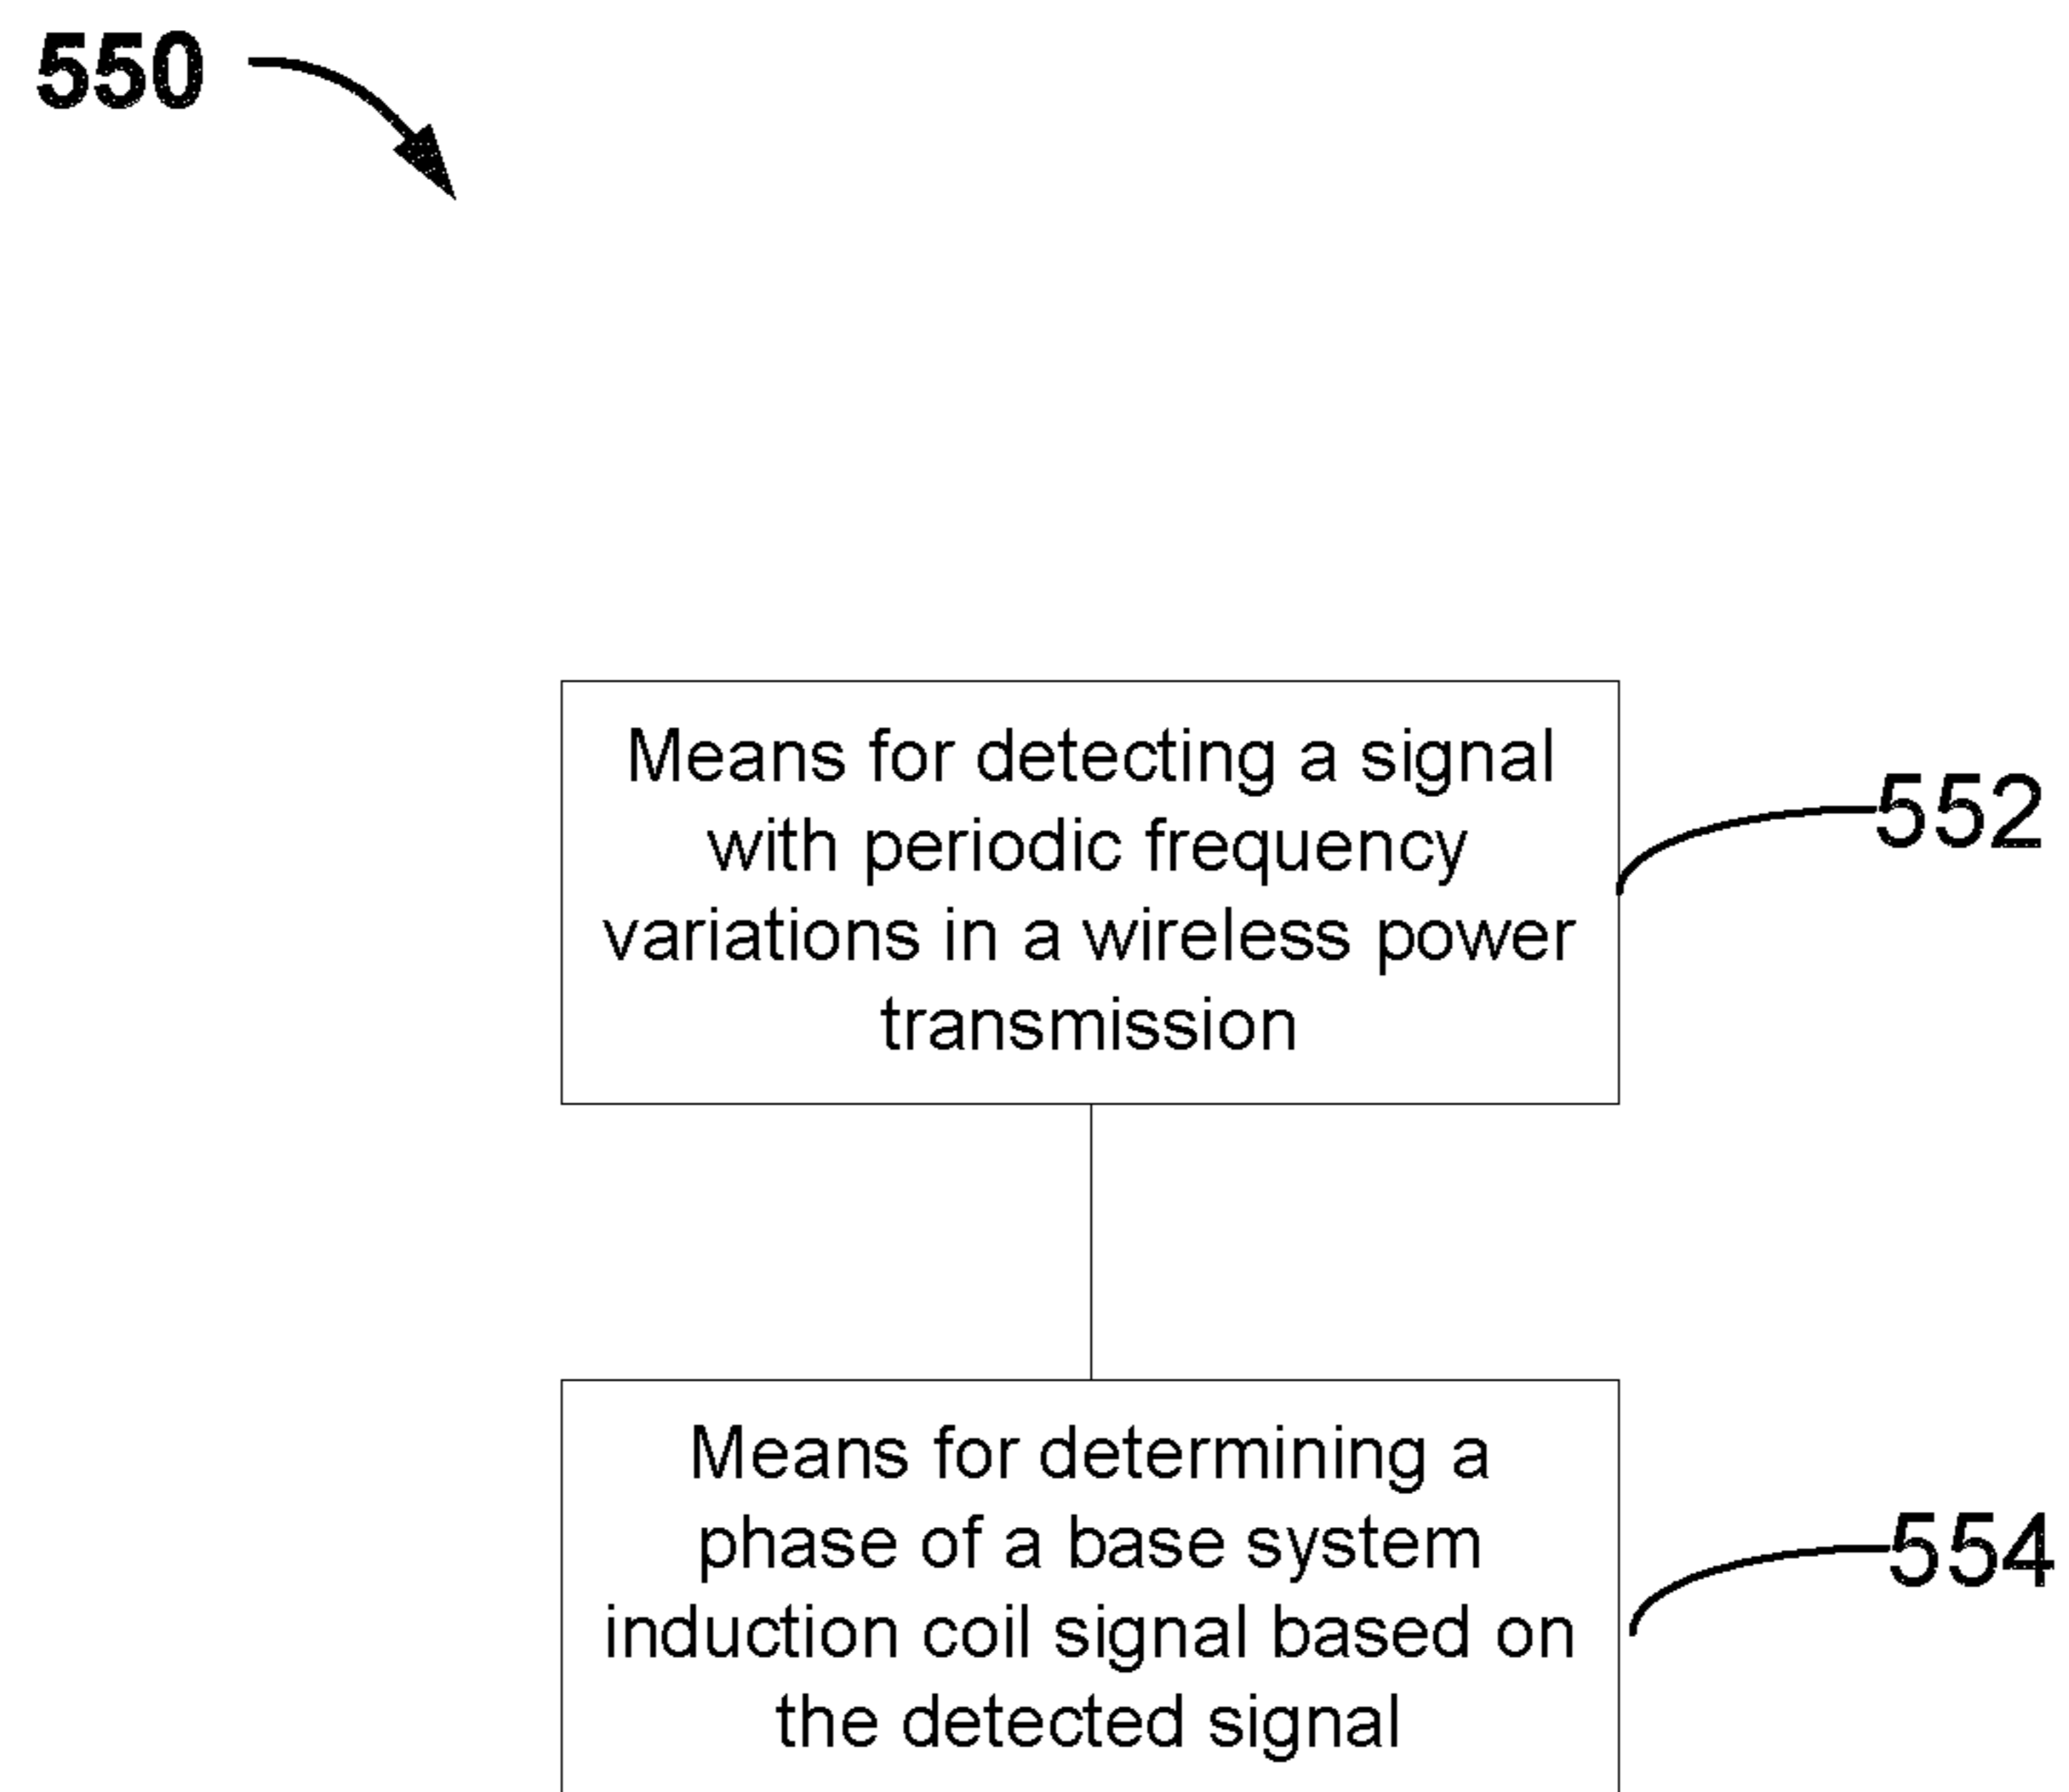 550
Means for detecting a signal
with periodic frequency
variations in a wireless power
transmission
552
Means for determining a
phase of a base system
induction coil signal based on
the detected signal
554